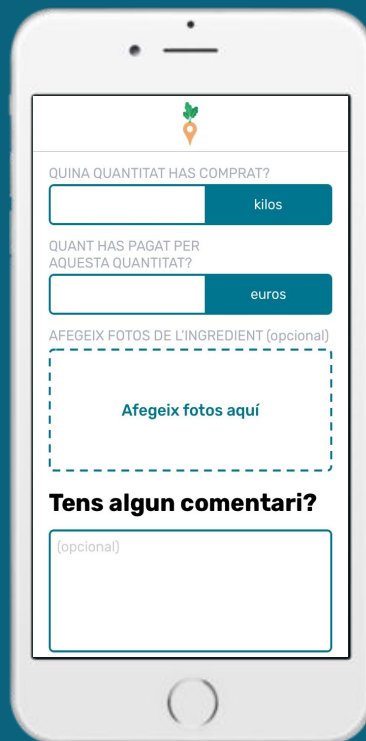 QUINA QUANTITAT HAS COMPRAT?
kilos
QUANT HAS PAGAT PER
AQUESTA QUANTITAT?
euros
AFEGEIX FOTOS DE L'INGREDIENT (opcional)
Afegeix fotos aquí
Tens algun comentari?
(opcional)